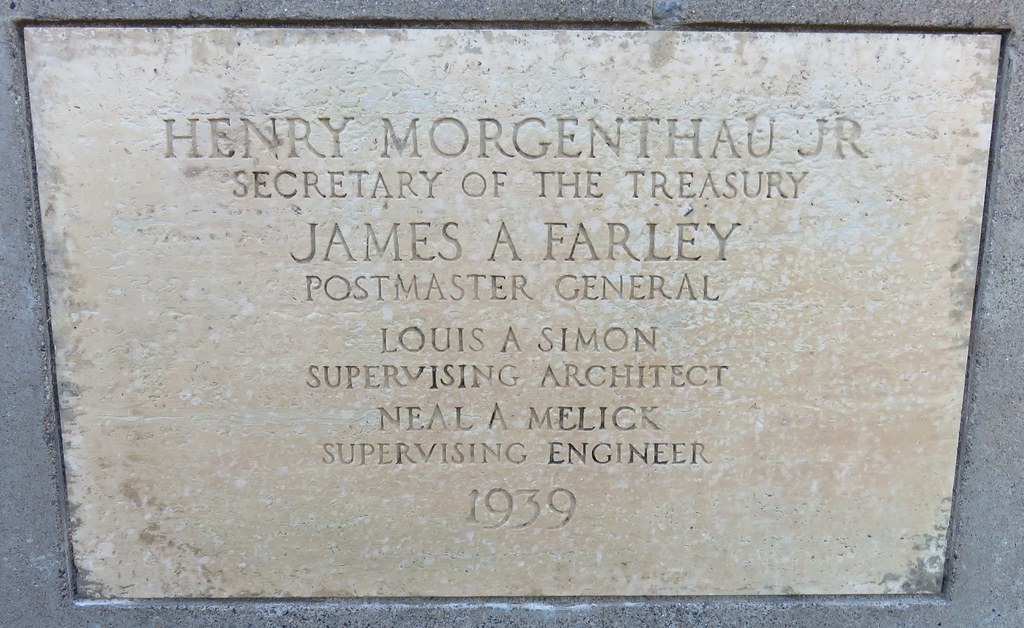 HENRY MORGENTHAU JR
SECRETARY OF THE TREASURY
JAMES A FARLEY
POSTMASTER GENERAL
LOUIS A SIMON
SUPERVISING ARCHITECT
NEAL A MELICK
SUPERVISING ENGINEER
1939